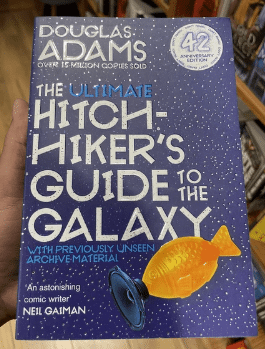 DOUGLAS
ADAMS
OVER 15 MILLION COPIES SOLD
42
ANNIVERSARY
EDITION
THE ULTIMATE
HITCH-
HIKER'S
GUIDE TO
THE
GALAXY
WITH PREVIOUSLY UNSEEN
ARCHIVE MATERIAL
'An astonishing
comic writer'
NEIL GAIMAN